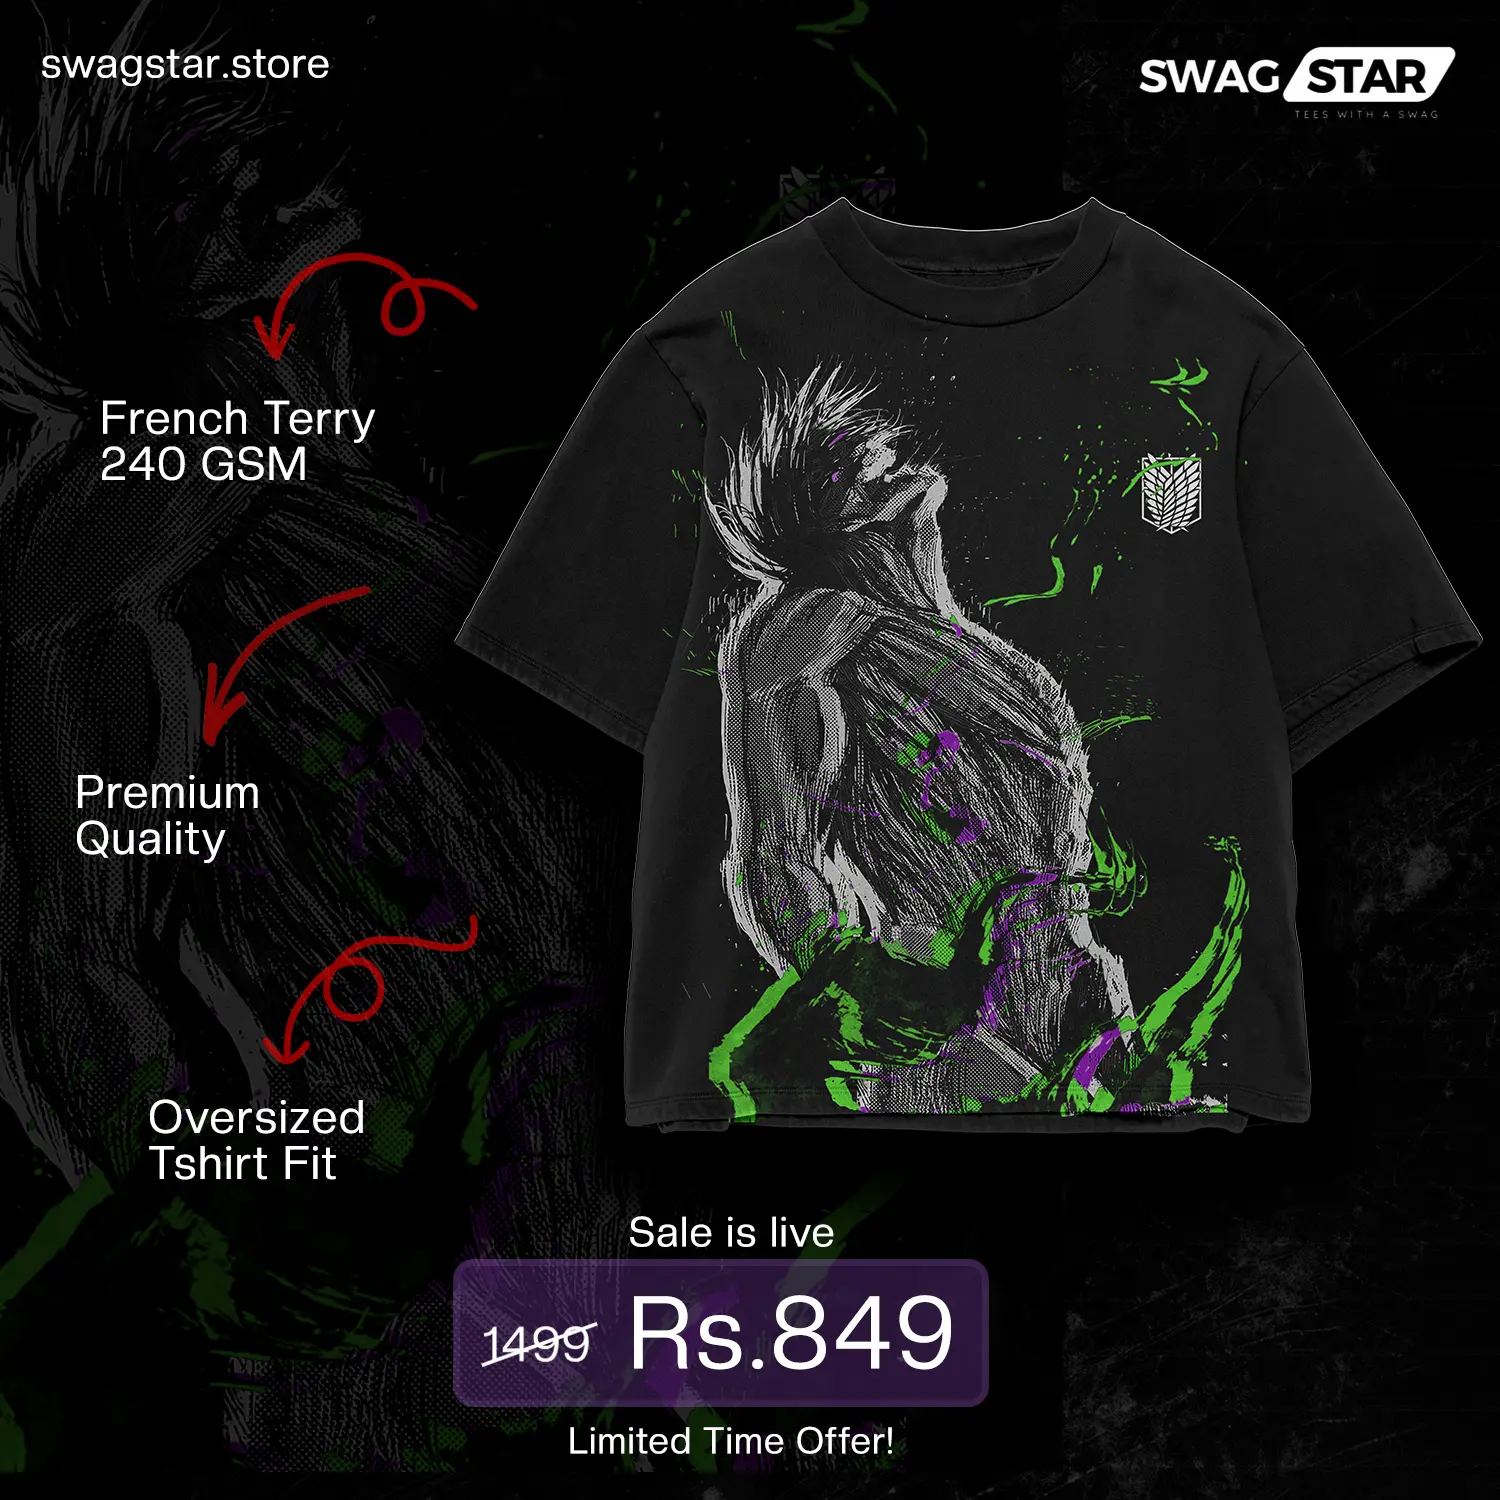 swagstar.store
SWAG STAR
TEES WITH A SWAG
French Terry
240 GSM
Premium
Quality
Oversized
Tshirt Fit
Sale is live
1499 Rs.849
Limited Time Offer!